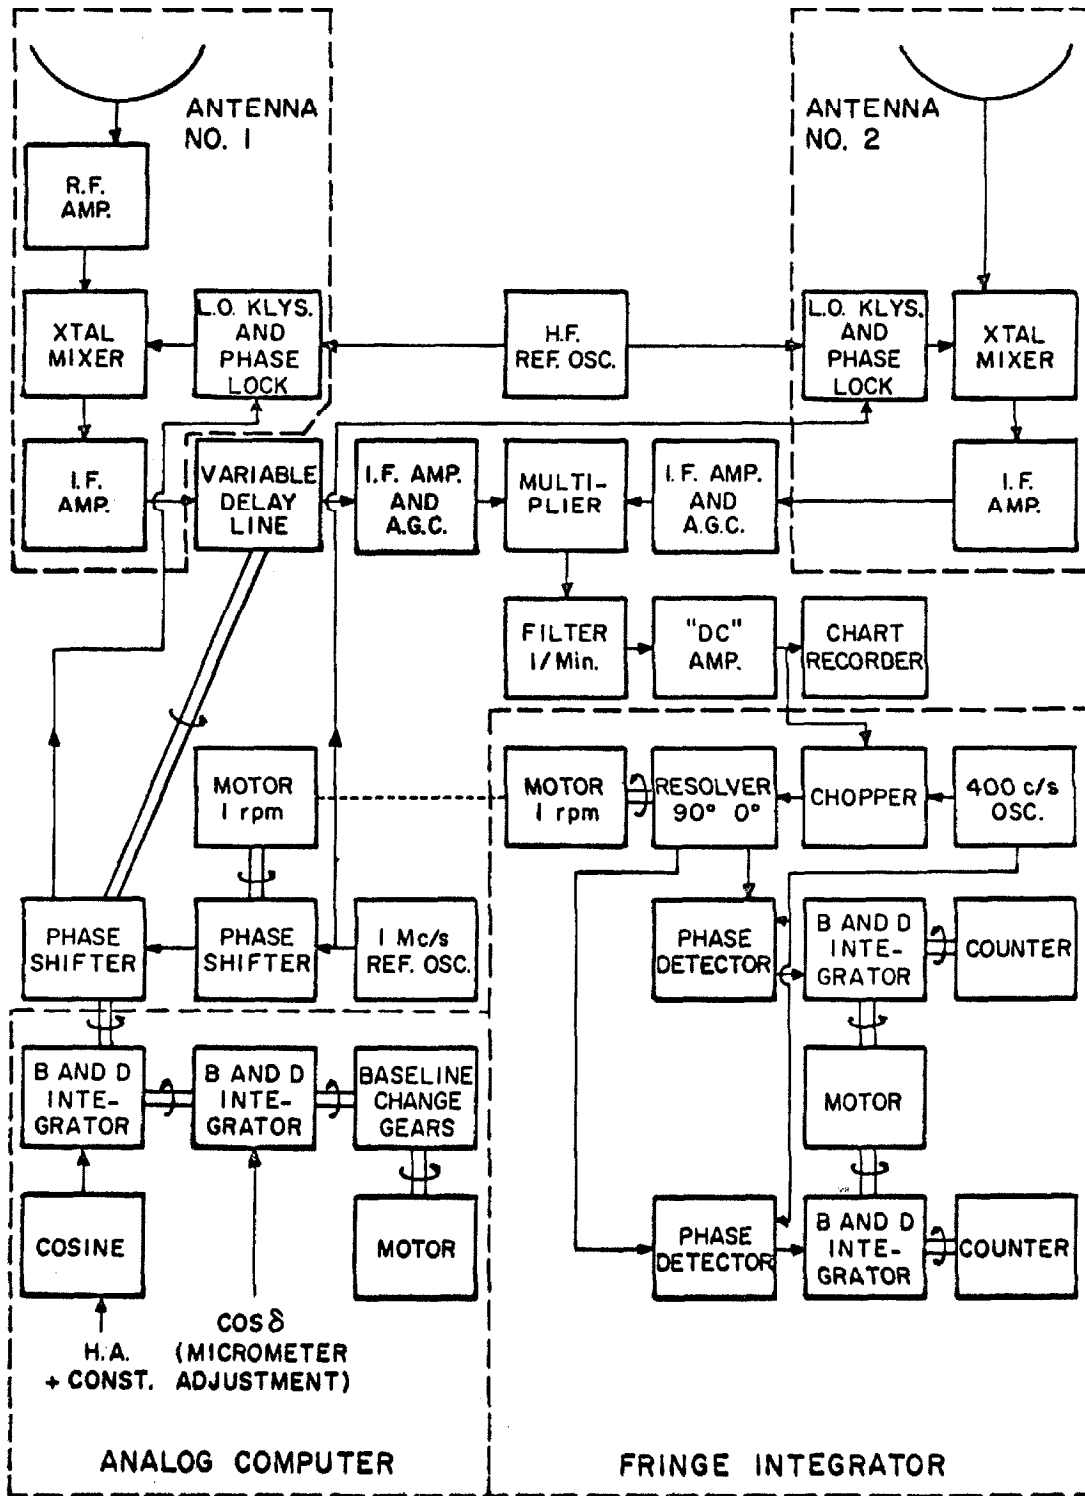 ANTENNA
NO. 1
ANTENNA
NO. 2
R.F.
AMP.
XTAL
MIXER
L.O. KLYS.
AND
PHASE
LOCK
H.F.
REF. OSC.
L.O. KLYS.
AND
PHASE
LOCK
XTAL
MIXER
I.F.
AMP.
VARIABLE
DELAY
LINE
I.F. AMP.
AND
A.G.C.
MULTI-
PLIER
I.F. AMP.
AND
A.G.C.
I.F.
AMP.
FILTER
1/Min.
"DC"
AMP.
CHART
RECORDER
MOTOR
1 rpm
MOTOR
1 rpm
RESOLVER
90° 0°
CHOPPER
400 c/s
OSC.
PHASE
SHIFTER
PHASE
SHIFTER
1 Mc/s
REF. OSC.
PHASE
DETECTOR
B AND D
INTE-
GRATOR
COUNTER
B AND D
INTE-
GRATOR
B AND D
INTE-
GRATOR
BASELINE
CHANGE
GEARS
MOTOR
COSINE
MOTOR
PHASE
DETECTOR
B AND D
INTE-
GRATOR
COUNTER
H.A.
+ CONST.
COS δ
(MICROMETER
ADJUSTMENT)
ANALOG COMPUTER
FRINGE INTEGRATOR